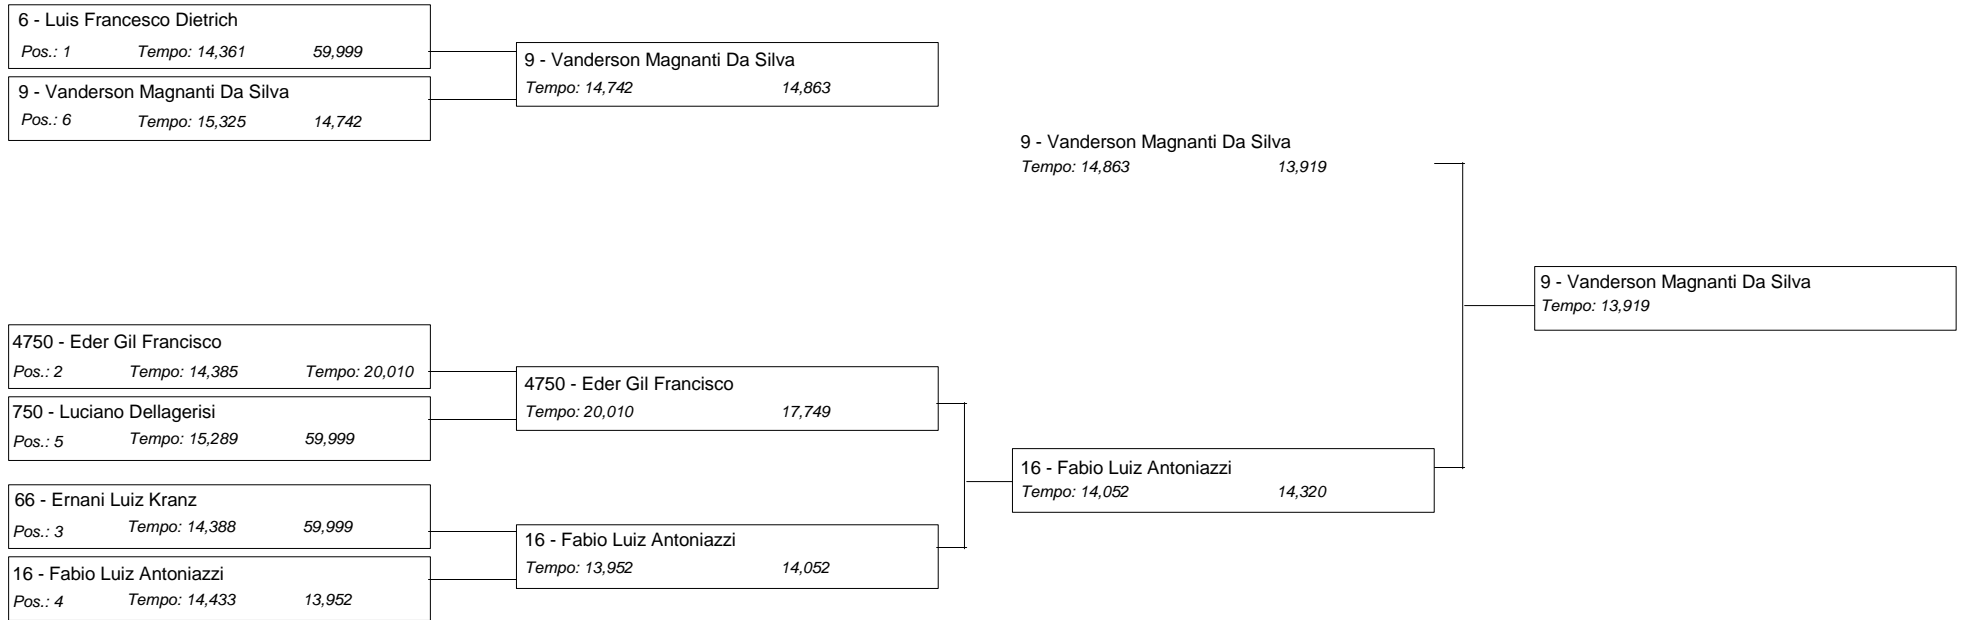 6 - Luis Francesco Dietrich
Pos.: 1 Tempo: 14,361 59,999
9 - Vanderson Magnanti Da Silva
Pos.: 6 Tempo: 15,325 14,742
9 - Vanderson Magnanti Da Silva
Tempo: 14,742 14,863
9 - Vanderson Magnanti Da Silva
Tempo: 14,863 13,919
9 - Vanderson Magnanti Da Silva
Tempo: 13,919
4750 - Eder Gil Francisco
Pos.: 2 Tempo: 14,385 Tempo: 20,010
750 - Luciano Dellagerisi
Pos.: 5 Tempo: 15,289 59,999
4750 - Eder Gil Francisco
Tempo: 20,010 17,749
16 - Fabio Luiz Antoniazzi
Tempo: 14,052 14,320
66 - Ernani Luiz Kranz
Pos.: 3 Tempo: 14,388 59,999
16 - Fabio Luiz Antoniazzi
Pos.: 4 Tempo: 14,433 13,952
16 - Fabio Luiz Antoniazzi
Tempo: 13,952 14,052